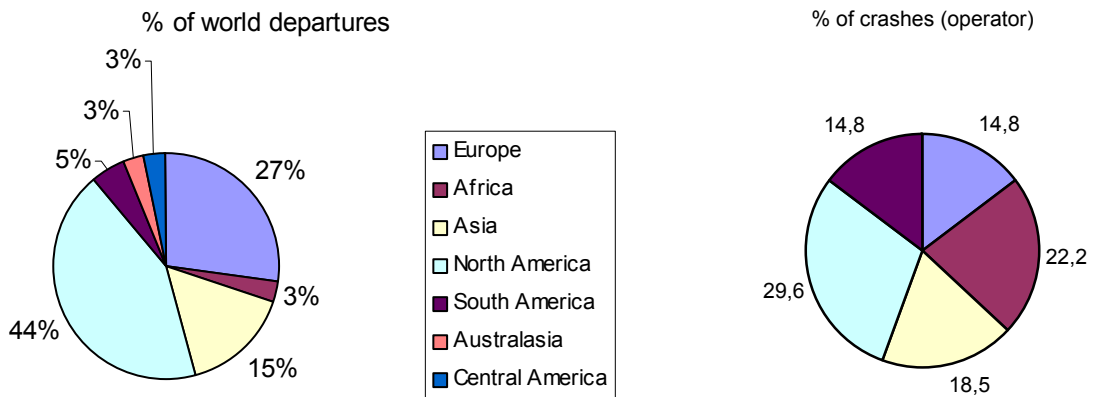 % of world departures
3%
3%
5%
27%
3%
15%
44%
Europe
Africa
Asia
North America
South America
Australasia
Central America
% of crashes (operator)
14,8
14,8
22,2
18,5
29,6